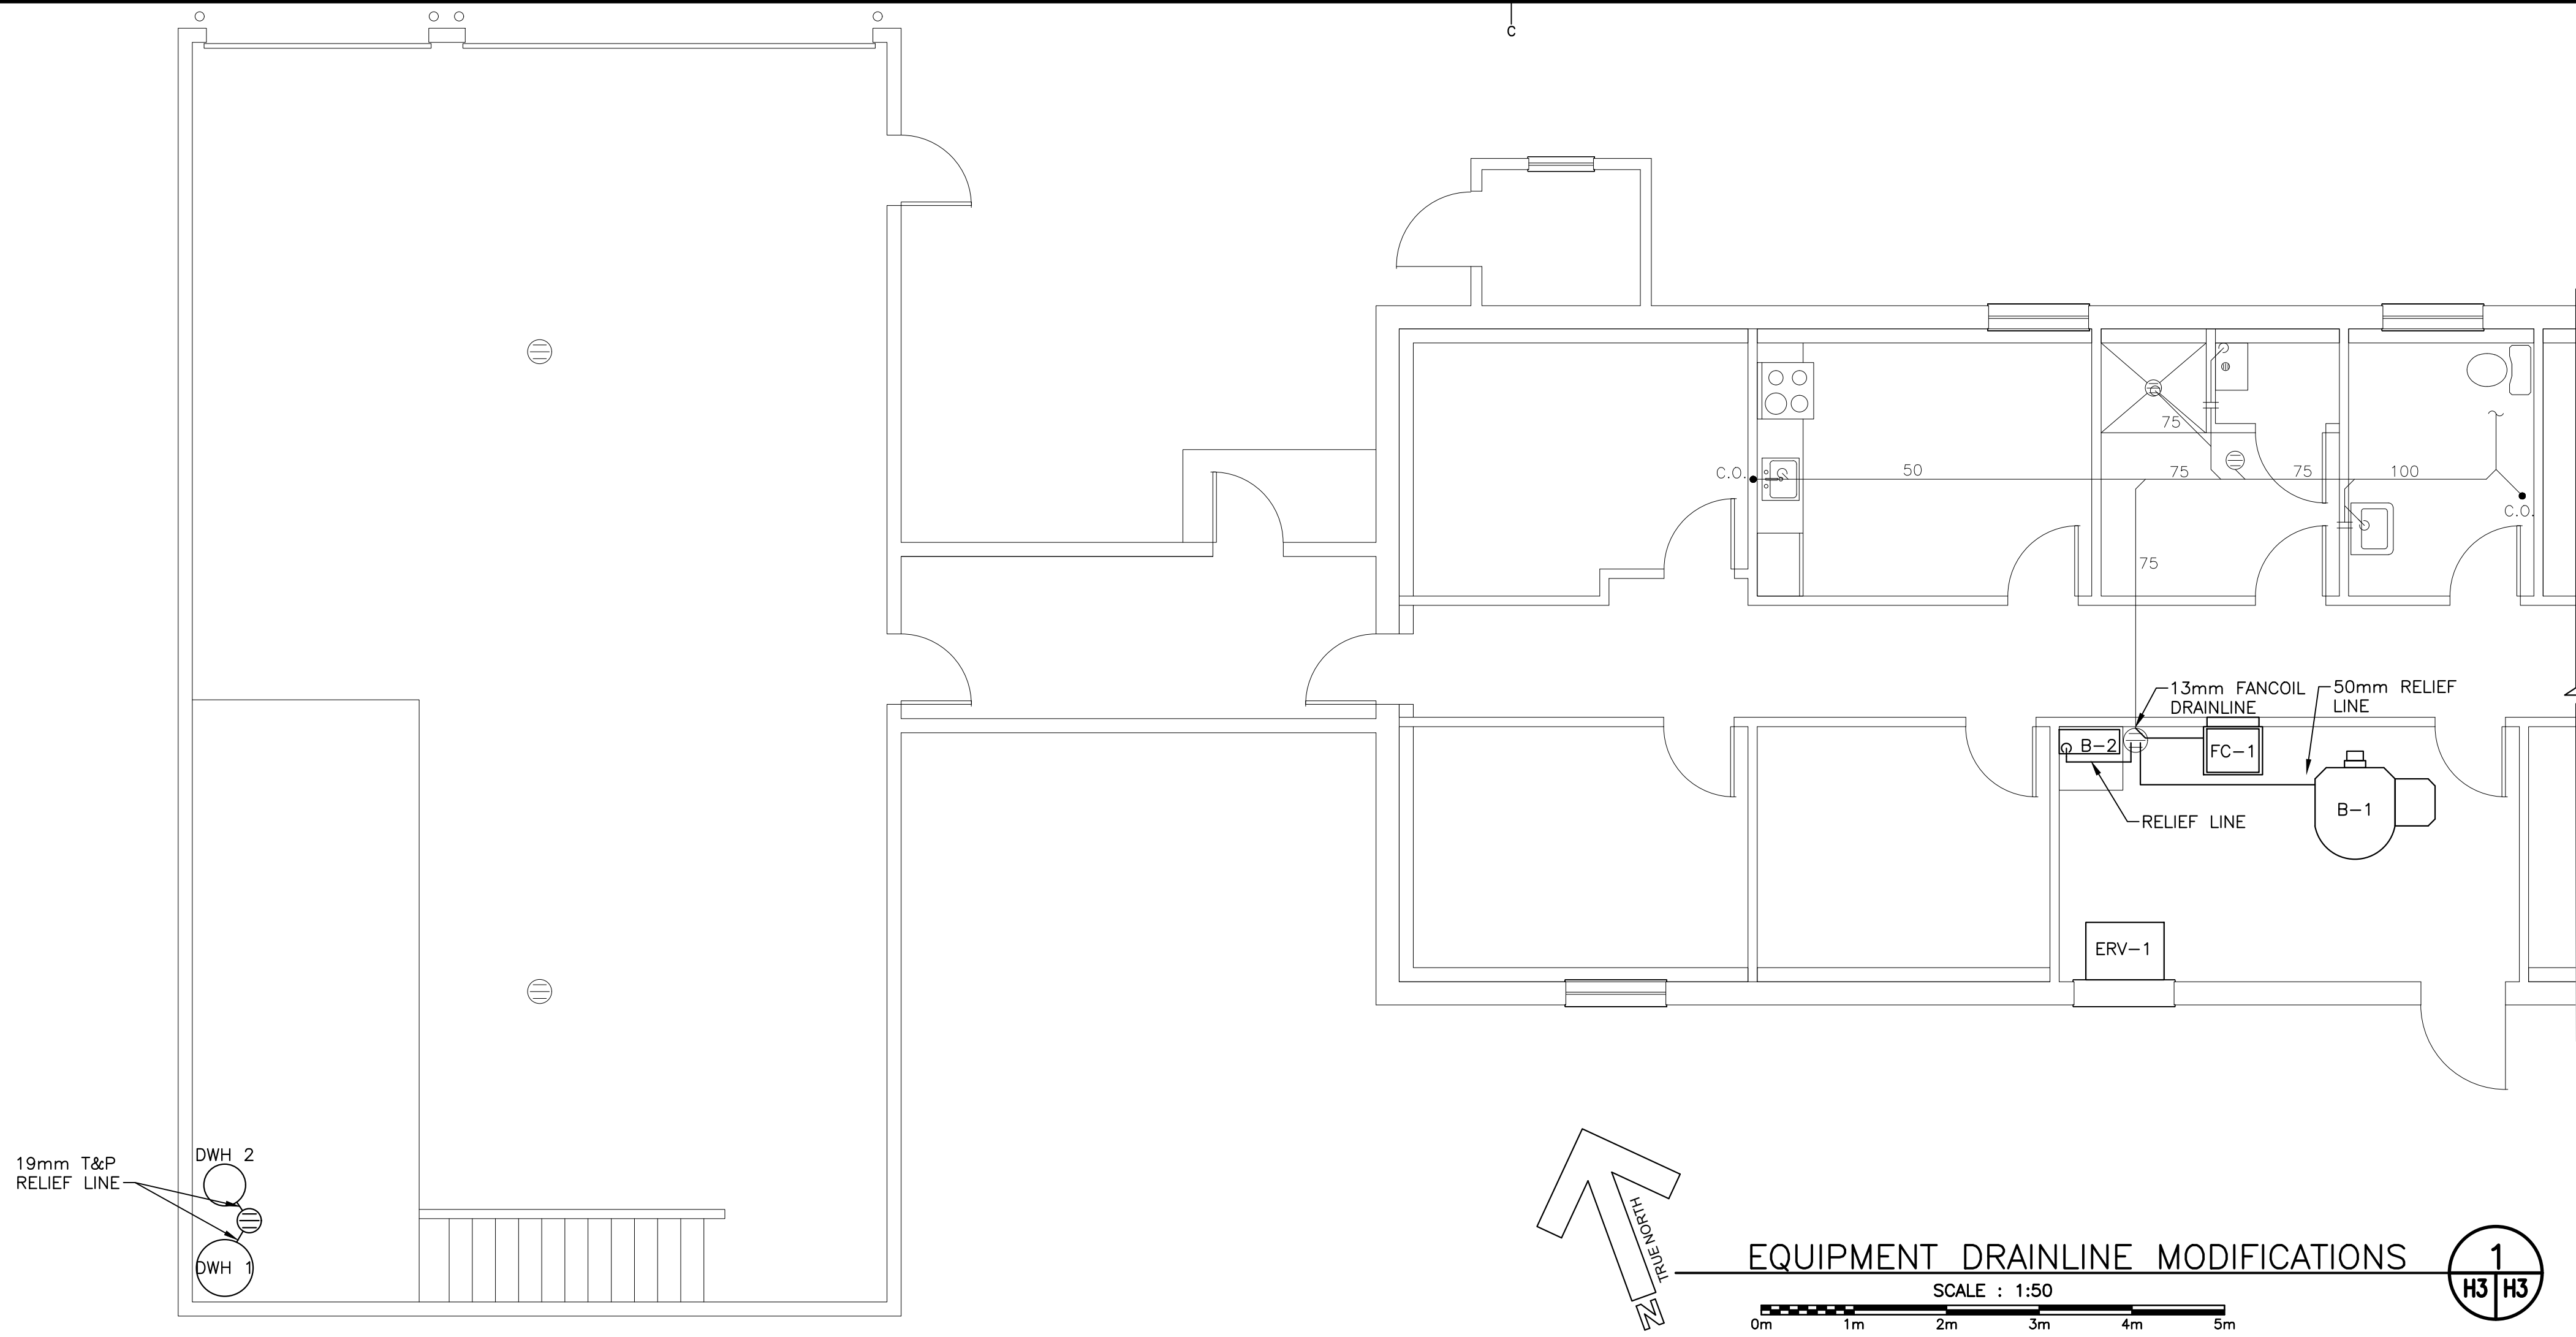 C
75
C.O.
50
75
75
100
C.O.
75
13mm FANCOIL
DRAINLINE
50mm RELIEF
LINE
B-2
FC-1
B-1
RELIEF LINE
ERV-1
19mm T&P
RELIEF LINE
DWH 2
DWH 1
TRUE NORTH
N
EQUIPMENT DRAINLINE MODIFICATIONS
SCALE : 1:50
0m 1m 2m 3m 4m 5m
1
H3 H3